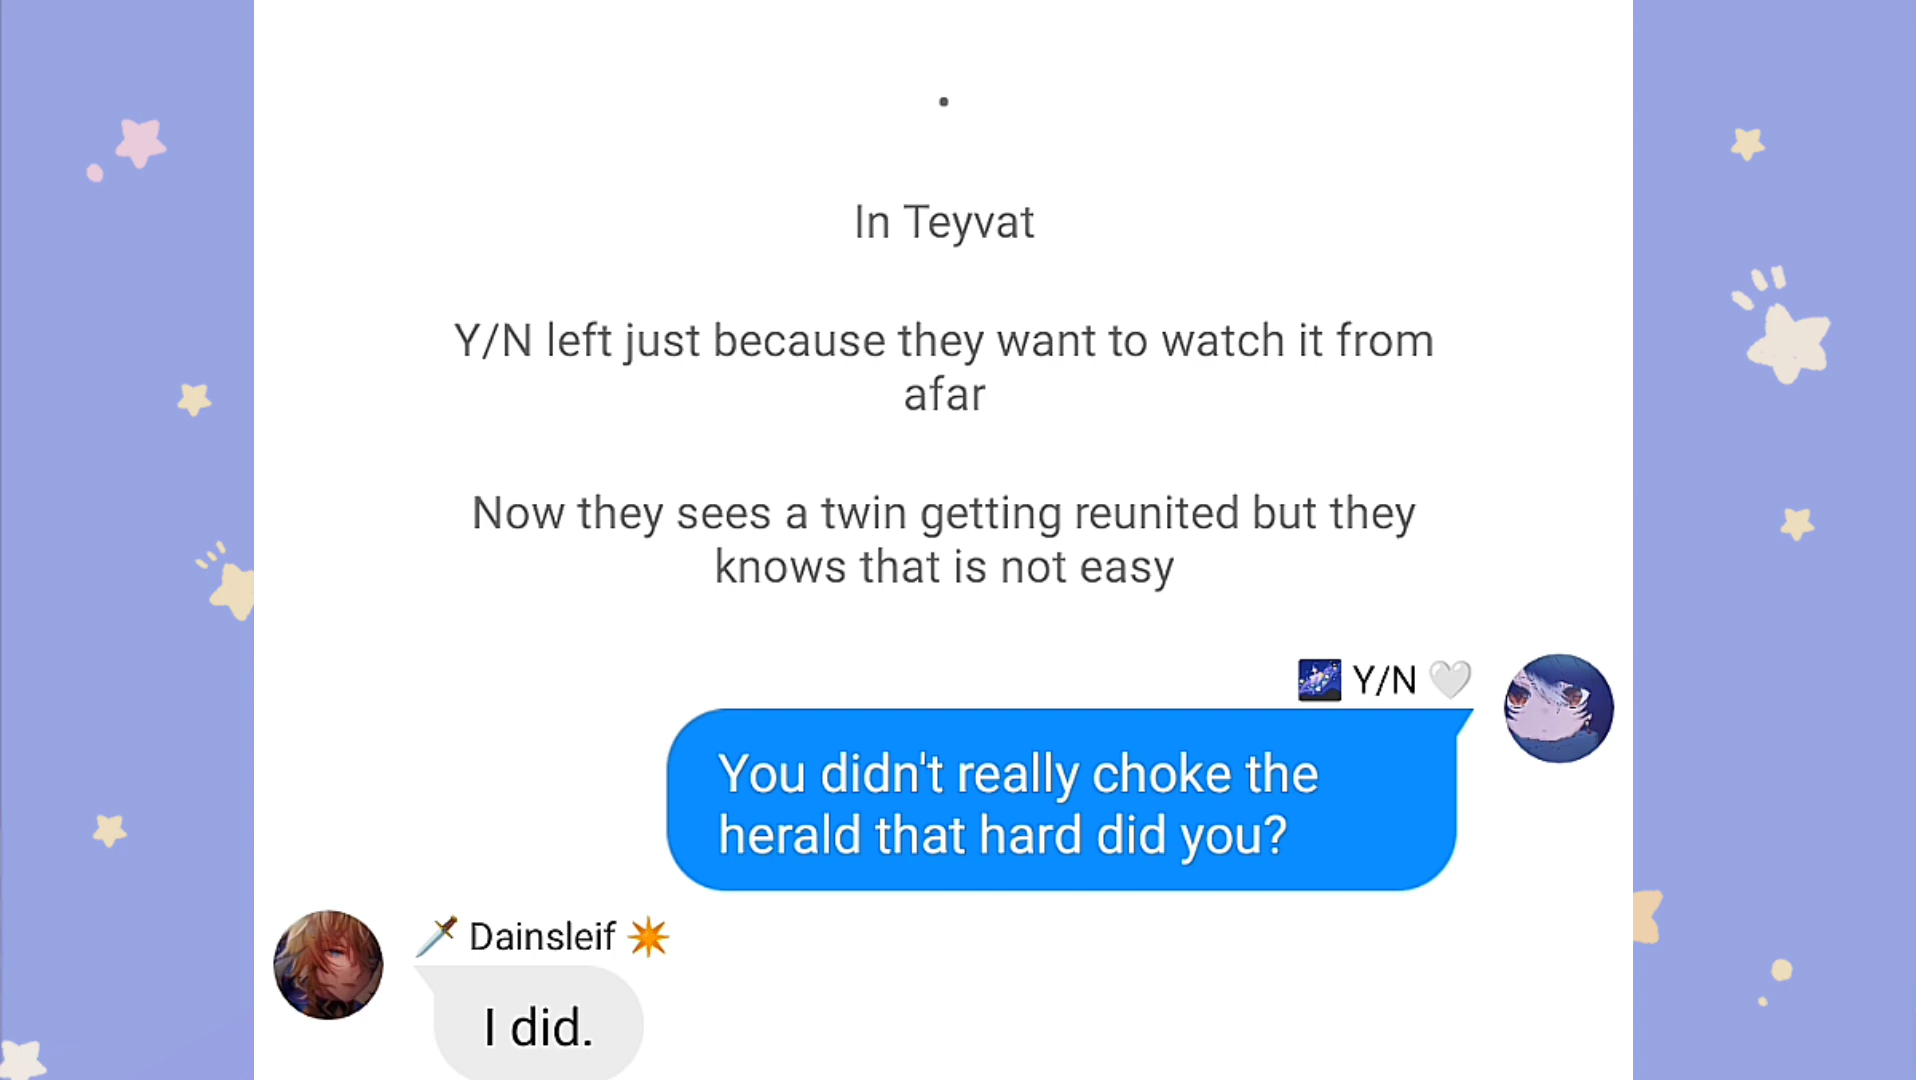 In Teyvat
Y/N left just because they want to watch it from
afar
Now they sees a twin getting reunited but they
knows that is not easy
🌌 Y/N 🤍
You didn't really choke the
herald that hard did you?
🗡️ Dainsleif ✴️
I did.